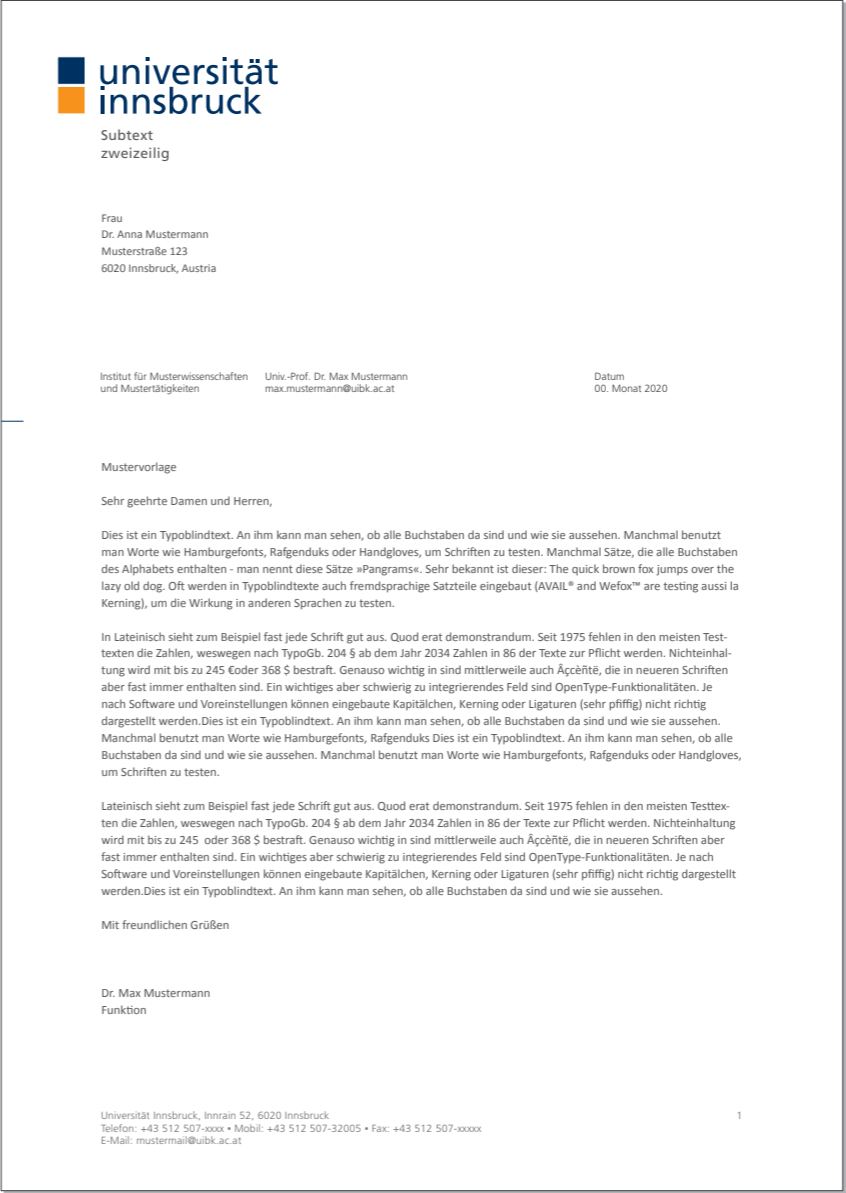 universität
innsbruck
Subtext
zweizeilig
Frau
Dr. Anna Mustermann
Musterstraße 123
6020 Innsbruck, Austria
Institut für Musterwissenschaften
und Mustertätigkeiten
Univ.-Prof. Dr. Max Mustermann
max.mustermann@uibk.ac.at
Datum
00. Monat 2020
Mustervorlage
Sehr geehrte Damen und Herren,
Dies ist ein Typoblindtext. An ihm kann man sehen, ob alle Buchstaben da sind und wie sie aussehen. Manchmal benutzt
man Worte wie Hamburgefonts, Rafgenduks oder Handgloves, um Schriften zu testen. Manchmal Sätze, die alle Buchstaben
des Alphabets enthalten - man nennt diese Sätze »Pangrams«. Sehr bekannt ist dieser: The quick brown fox jumps over the
lazy old dog. Oft werden in Typoblindtexte auch fremdsprachige Satzteile eingebaut (AVAIL® and Wefox™ are testing aussi la
Kerning), um die Wirkung in anderen Sprachen zu testen.
In Lateinisch sieht zum Beispiel fast jede Schrift gut aus. Quod erat demonstrandum. Seit 1975 fehlen in den meisten Test-
texten die Zahlen, weswegen nach TypoGb. 204 § ab dem Jahr 2034 Zahlen in 86 der Texte zur Pflicht werden. Nichteinhal-
tung wird mit bis zu 245 €oder 368 $ bestraft. Genauso wichtig in sind mittlerweile auch Âçcèñtë, die in neueren Schriften
aber fast immer enthalten sind. Ein wichtiges aber schwierig zu integrierendes Feld sind OpenType-Funktionalitäten. Je
nach Software und Voreinstellungen können eingebaute Kapitälchen, Kerning oder Ligaturen (sehr pfiffig) nicht richtig
dargestellt werden.Dies ist ein Typoblindtext. An ihm kann man sehen, ob alle Buchstaben da sind und wie sie aussehen.
Manchmal benutzt man Worte wie Hamburgefonts, Rafgenduks Dies ist ein Typoblindtext. An ihm kann man sehen, ob alle
Buchstaben da sind und wie sie aussehen. Manchmal benutzt man Worte wie Hamburgefonts, Rafgenduks oder Handgloves,
um Schriften zu testen.
Lateinisch sieht zum Beispiel fast jede Schrift gut aus. Quod erat demonstrandum. Seit 1975 fehlen in den meisten Testtex-
ten die Zahlen, weswegen nach TypoGb. 204 § ab dem Jahr 2034 Zahlen in 86 der Texte zur Pflicht werden. Nichteinhaltung
wird mit bis zu 245  oder 368 $ bestraft. Genauso wichtig in sind mittlerweile auch Âçcèñtë, die in neueren Schriften aber
fast immer enthalten sind. Ein wichtiges aber schwierig zu integrierendes Feld sind OpenType-Funktionalitäten. Je nach
Software und Voreinstellungen können eingebaute Kapitälchen, Kerning oder Ligaturen (sehr pfiffig) nicht richtig dargestellt
werden.Dies ist ein Typoblindtext. An ihm kann man sehen, ob alle Buchstaben da sind und wie sie aussehen.
Mit freundlichen Grüßen
Dr. Max Mustermann
Funktion
Universität Innsbruck, Innrain 52, 6020 Innsbruck
Telefon: +43 512 507-xxxx • Mobil: +43 512 507-32005 • Fax: +43 512 507-xxxxx
E-Mail: mustermail@uibk.ac.at
1